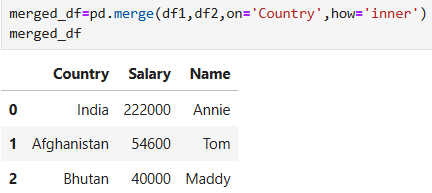 merged_df=pd.merge(df1,df2,on='Country',how='inner')
merged_df
Country Salary Name
0 India 222000 Annie
1 Afghanistan 54600 Tom
2 Bhutan 40000 Maddy